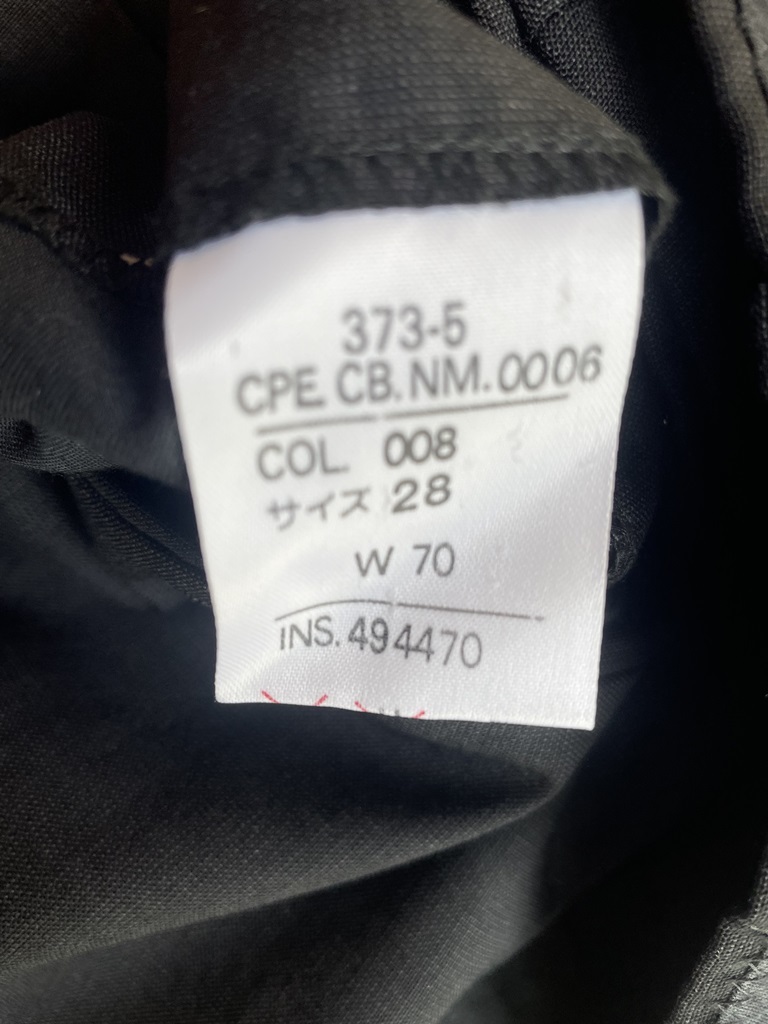 373-5
CPE. CB. NM. 0006
COL. 008
サイズ 28
W 70
INS. 494470